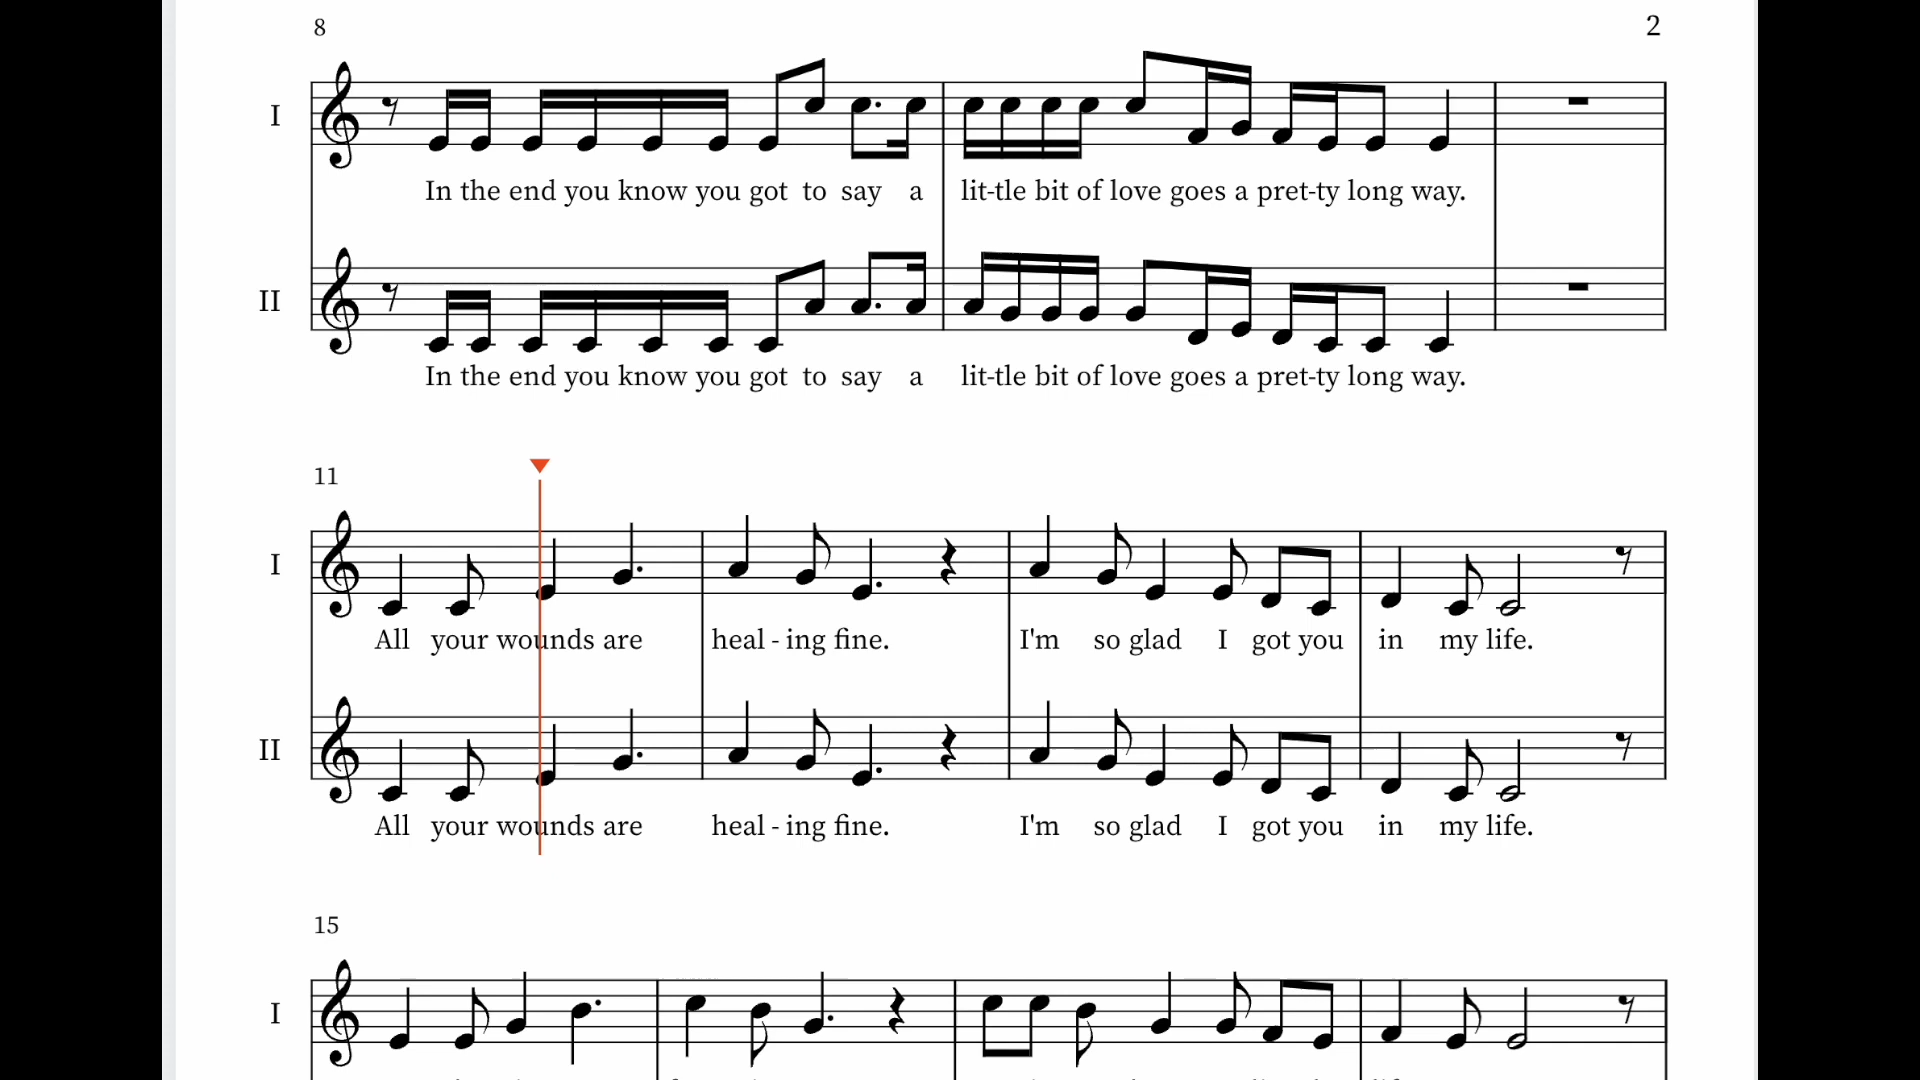 8
2
I
In the end you know you got to say a lit-tle bit of love goes a pret-ty long way.
II
In the end you know you got to say a lit-tle bit of love goes a pret-ty long way.
11
I
All your wounds are heal - ing fine. I'm so glad I got you in my life.
II
All your wounds are heal - ing fine. I'm so glad I got you in my life.
15
I